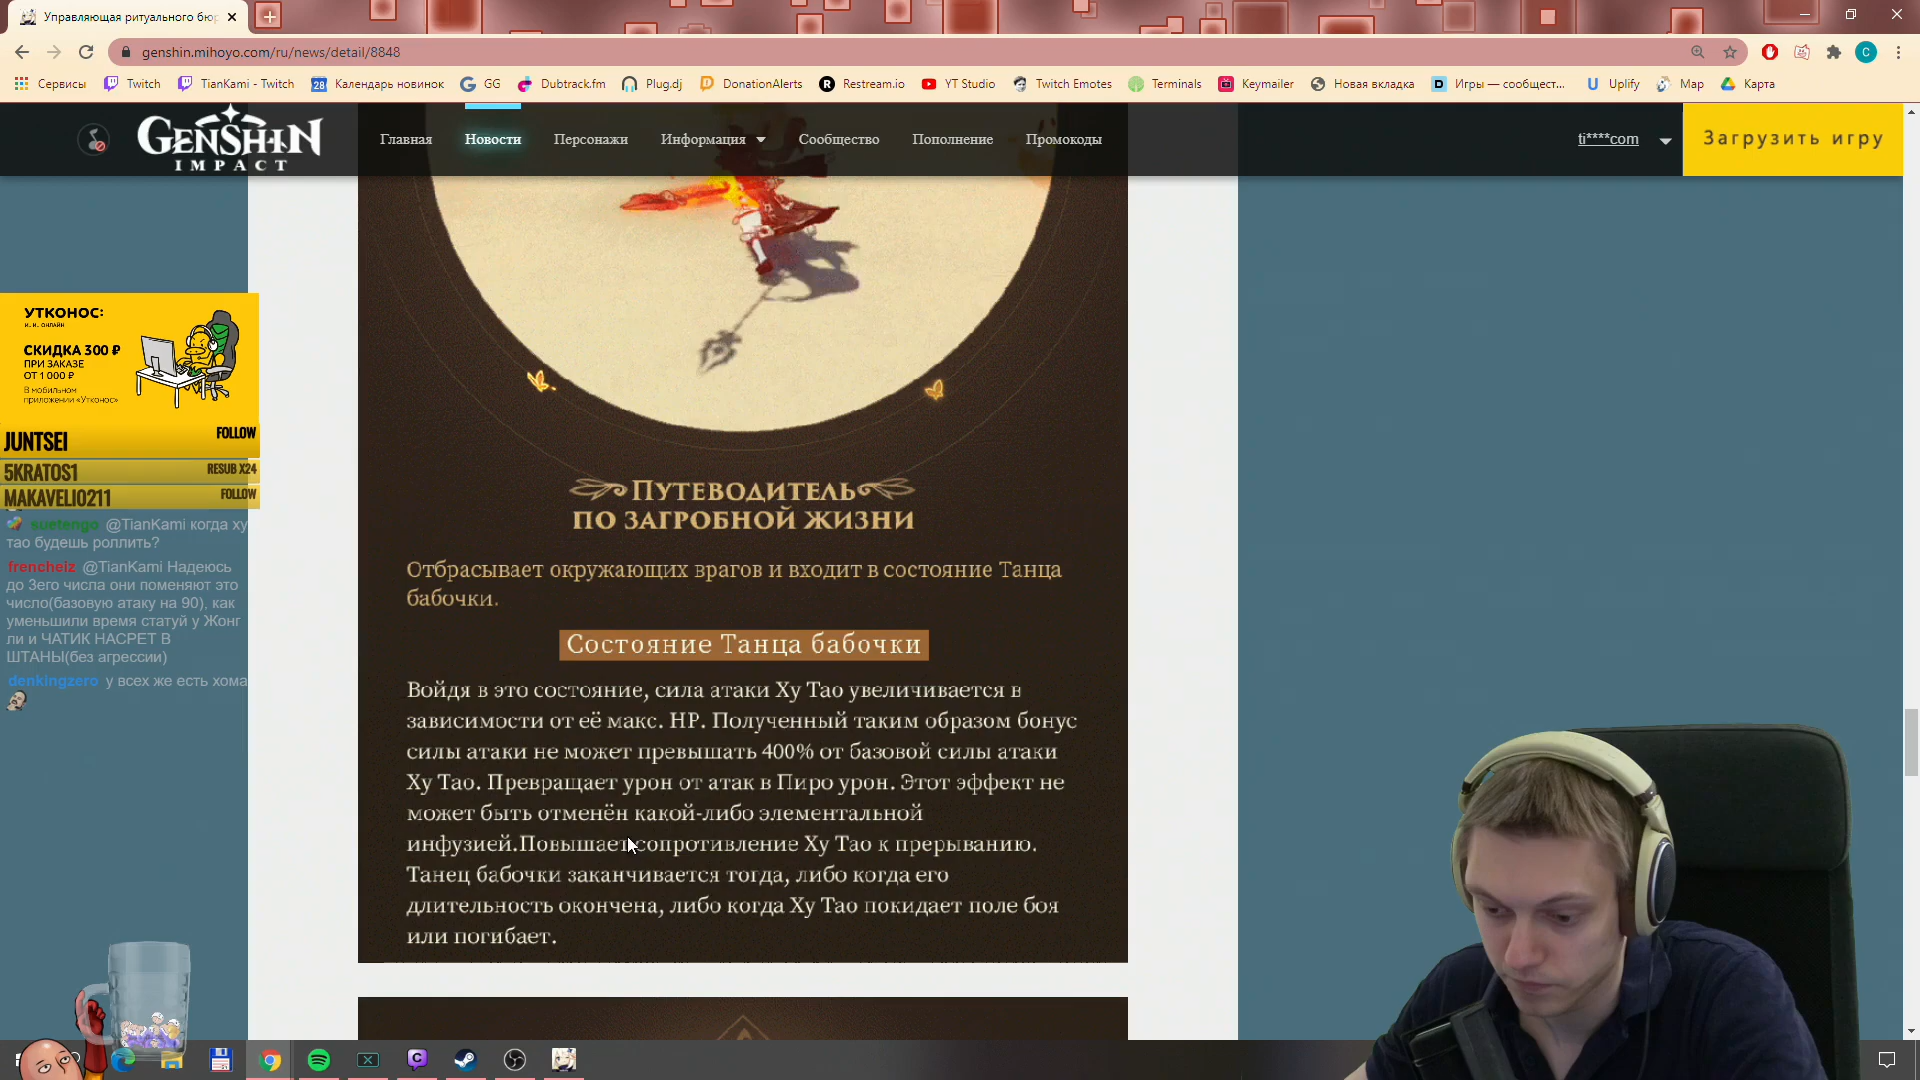 Управляющая ритуального бюр
genshin.mihoyo.com/ru/news/detail/8848
Сервисы
Twitch
TianKami - Twitch
28
Календарь новинок
GG
Dubtrack.fm
Plug.dj
DonationAlerts
Restream.io
YT Studio
Twitch Emotes
Terminals
Keymailer
Новая вкладка
Игры — сообщест...
Uplify
Map
Карта
С
GENSHIN
IMPACT
Главная
Новости
Персонажи
Информация
Сообщество
Пополнение
Промокоды
ti****com
Загрузить игру
УТКОНОС:
СКИДКА 300 ₽
ПРИ ЗАКАЗЕ
ОТ 1 000 ₽
В мобильном
приложении «Утконос»
JUNTSEI FOLLOW
5KRATOS1 RESUB X24
MAKAVELI0211 FOLLOW
suetengo @TianKami когда ху
тао будешь роллить?
frencheiz @TianKami Надеюсь
до 3его числа они поменяют это
число(базовую атаку на 90), как
уменьшили время статуй у Жонг
ли и ЧАТИК НАСРЕТ В
ШТАНЫ(без агрессии)
denkingzero у всех же есть хома
Путеводитель
по загробной жизни
Отбрасывает окружающих врагов и входит в состояние Танца
бабочки.
Состояние Танца бабочки
Войдя в это состояние, сила атаки Ху Тао увеличивается в
зависимости от её макс. HP. Полученный таким образом бонус
силы атаки не может превышать 400% от базовой силы атаки
Ху Тао. Превращает урон от атак в Пиро урон. Этот эффект не
может быть отменён какой-либо элементальной
инфузией.Повышает сопротивление Ху Тао к прерыванию.
Танец бабочки заканчивается тогда, либо когда его
длительность окончена, либо когда Ху Тао покидает поле боя
или погибает.